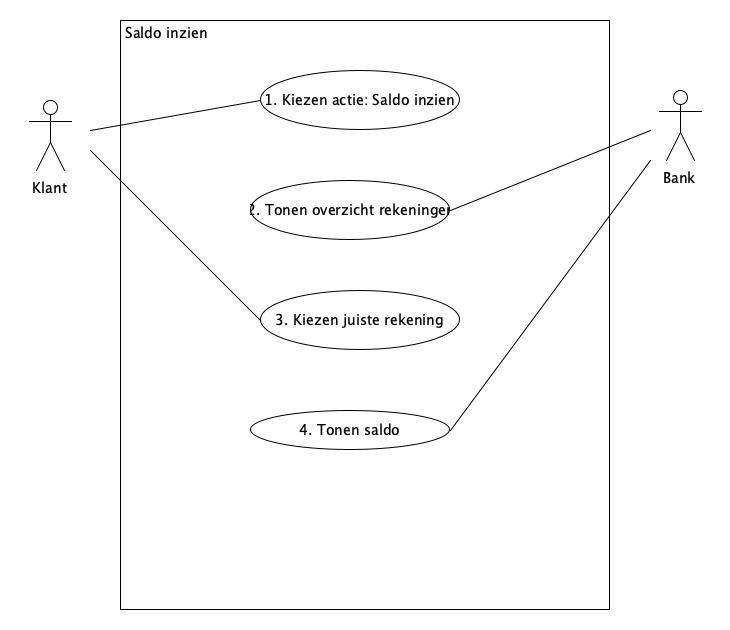 Saldo inzien
1. Kiezen actie: Saldo inzien
Klant
Bank
2. Tonen overzicht rekeningen
3. Kiezen juiste rekening
4. Tonen saldo